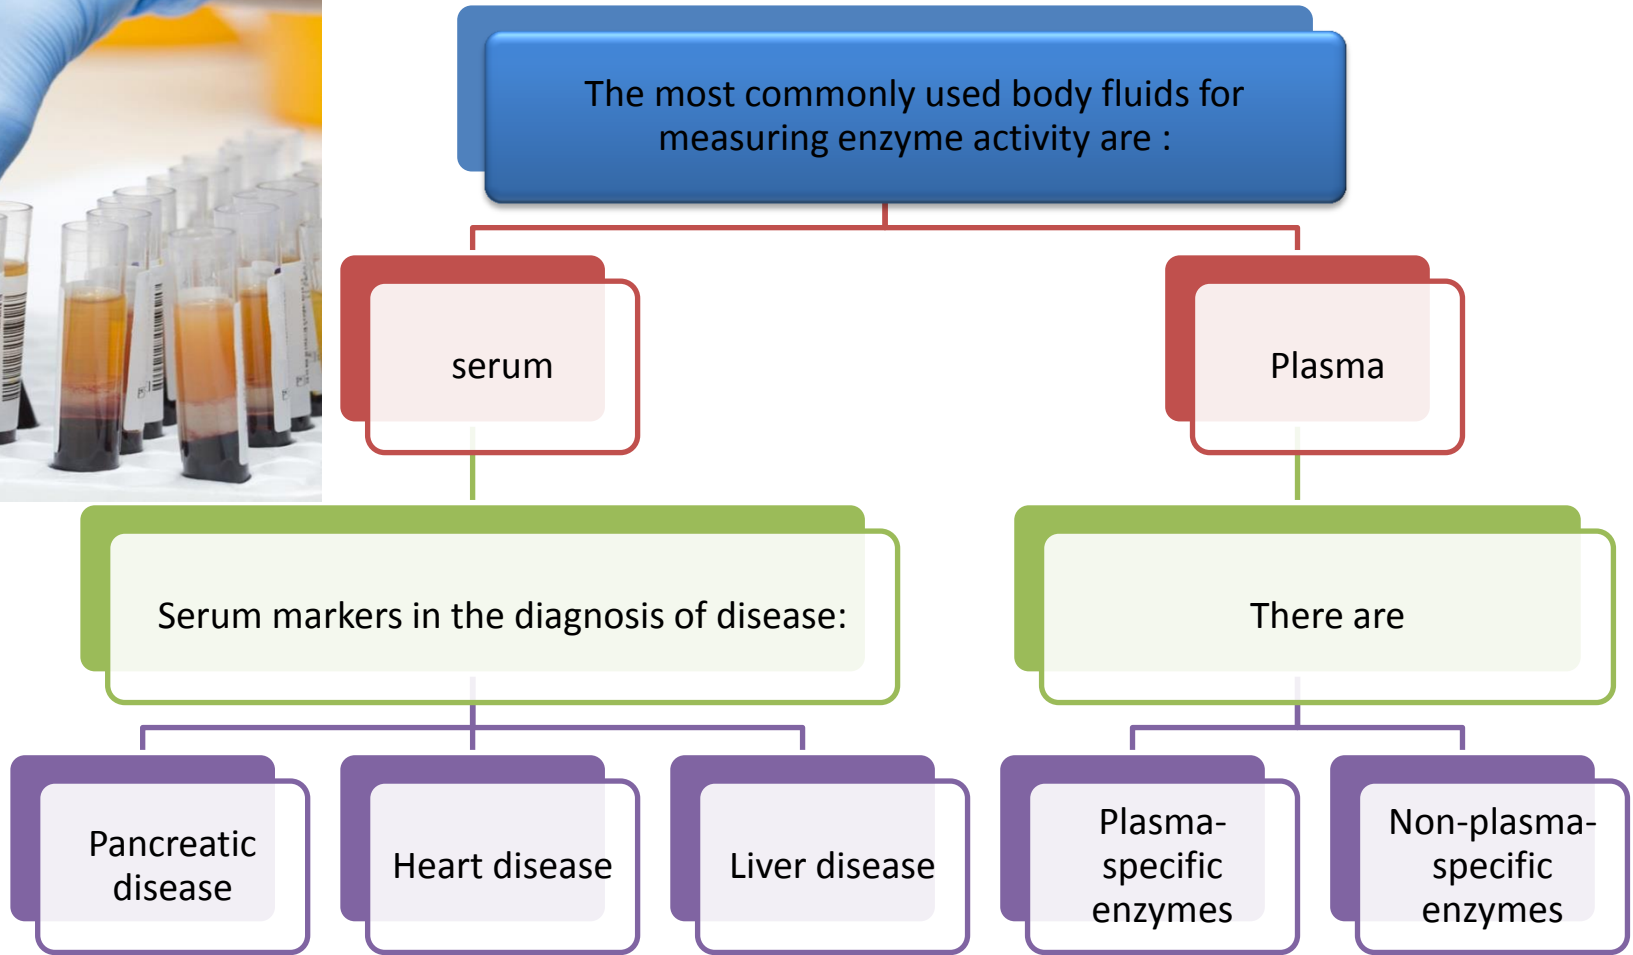 The most commonly used body fluids for
measuring enzyme activity are :
serum
Plasma
Serum markers in the diagnosis of disease:
There are
Pancreatic
disease
Heart disease
Liver disease
Plasma-
specific
enzymes
Non-plasma-
specific
enzymes